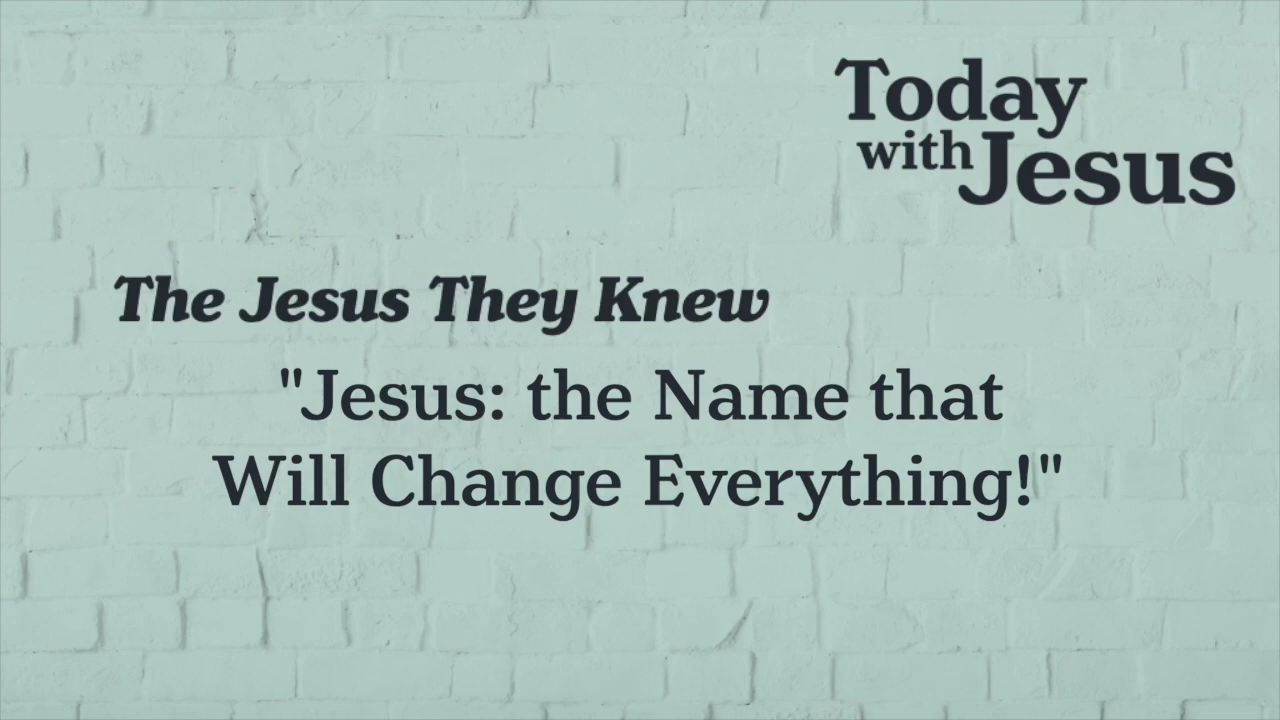 Today
with Jesus
The Jesus They Knew
"Jesus: the Name that
Will Change Everything!"